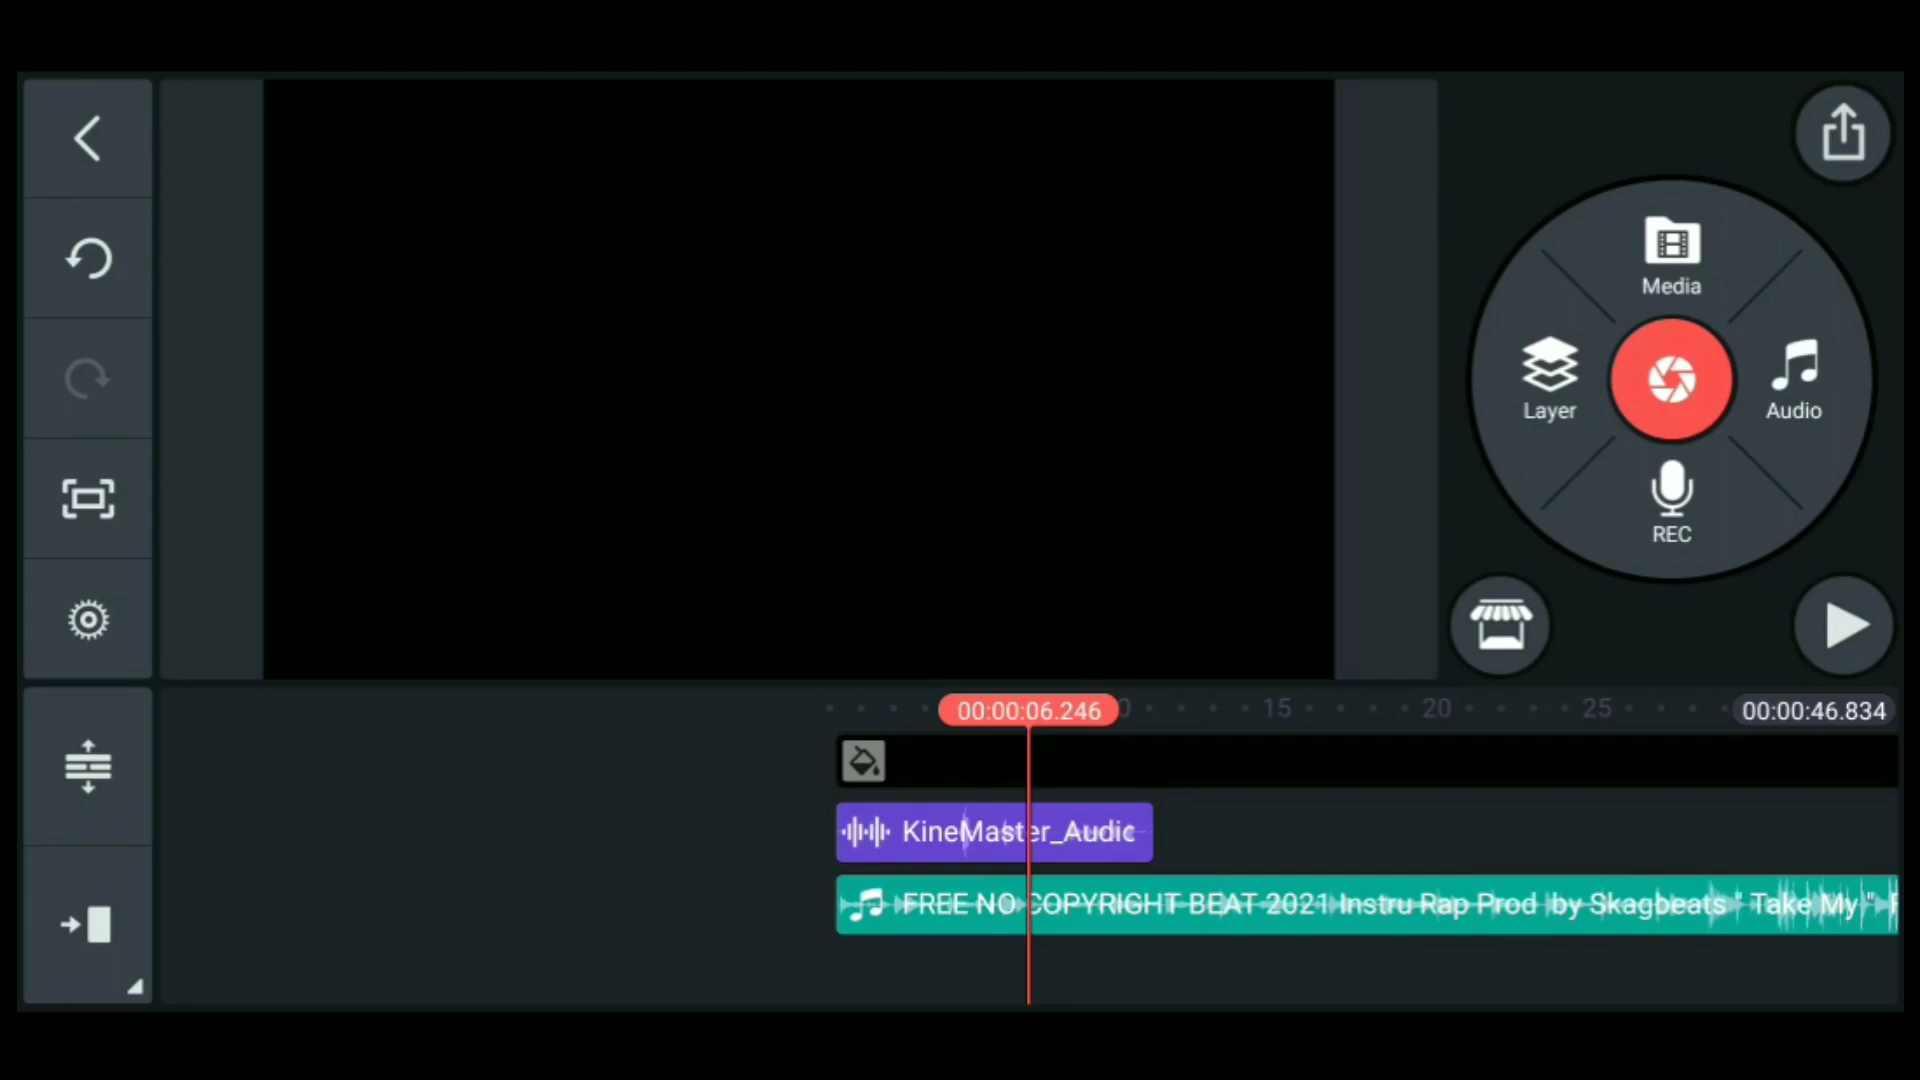 Media
Layer
Audio
REC
00:00:06.246
15
20
25
00:00:46.834
KineMaster_Audic
FREE NO COPYRIGHT BEAT 2021 Instru Rap Prod by Skagbeats " Take My "